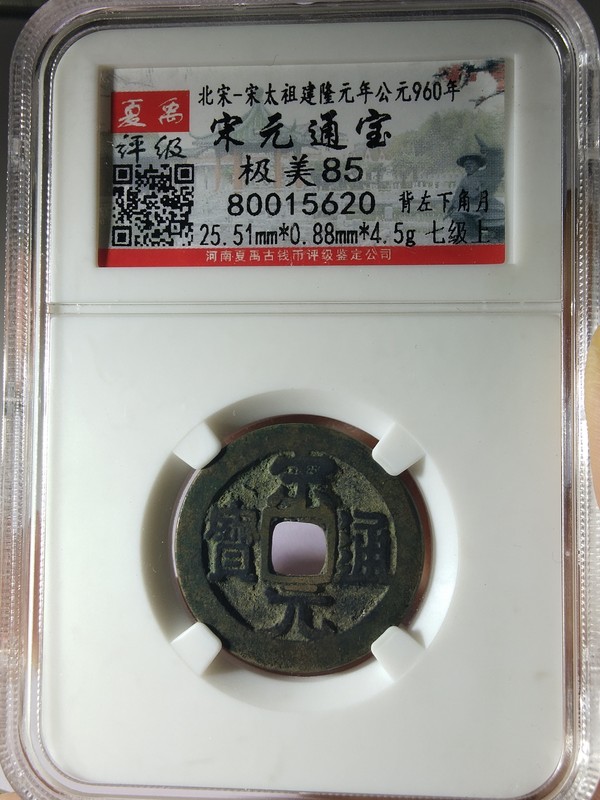 夏禹
评级
北宋-宋太祖建隆元年公元960年
宋元通宝
极美85
80015620 背左下角月
25.51mm*0.88mm*4.5g 七级上
河南夏禹古钱币评级鉴定公司
宋元通寶